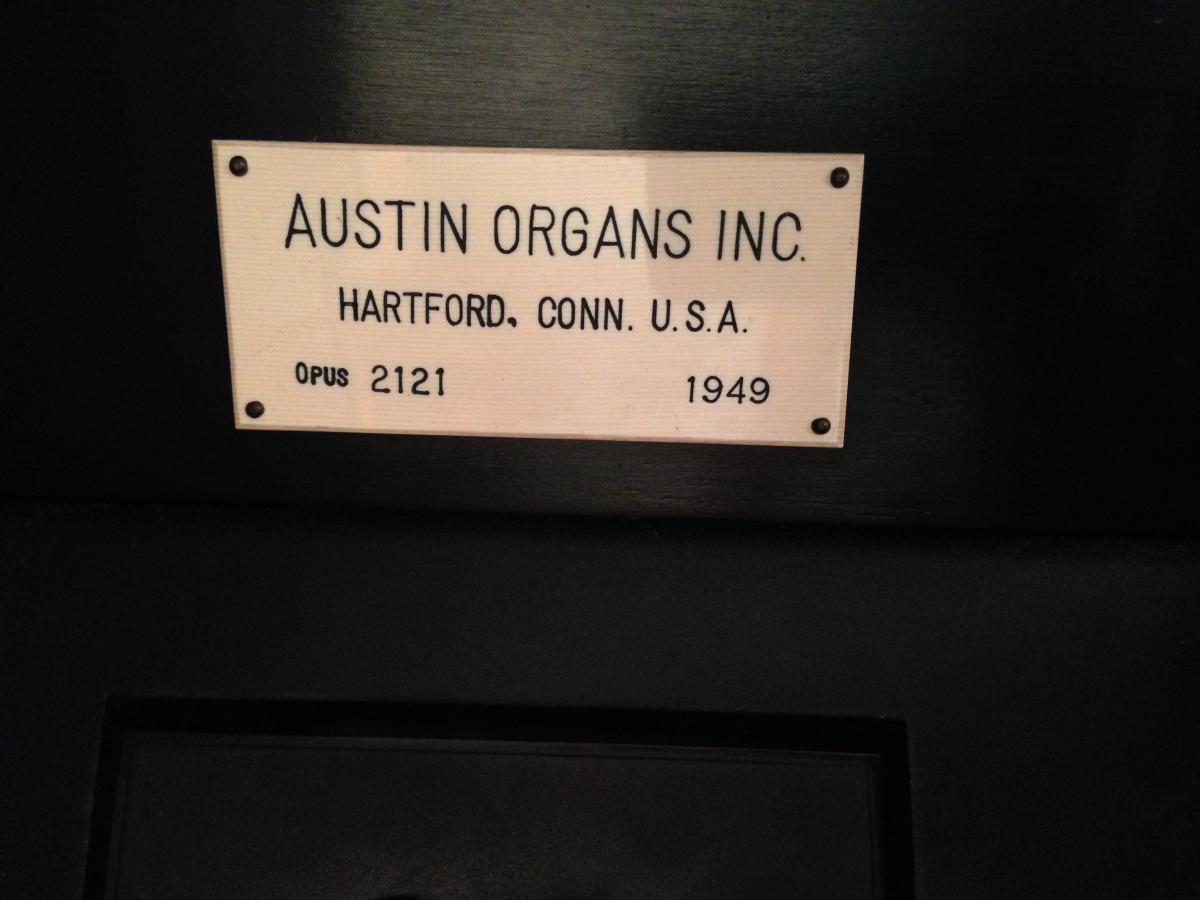 AUSTIN ORGANS INC.
HARTFORD, CONN. U.S.A.
OPUS 2121 1949